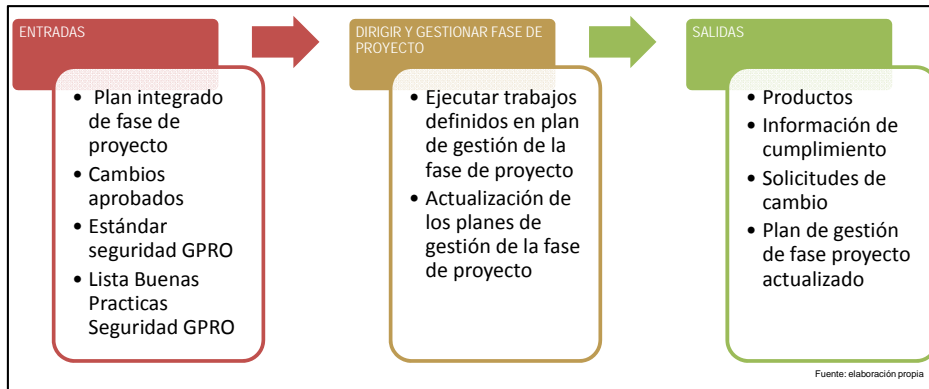 ENTRADAS
• Plan integrado
de fase de
proyecto
• Cambios
aprobados
• Estándar
seguridad GPRO
• Lista Buenas
Practicas
Seguridad GPRO
DIRIGIR Y GESTIONAR FASE DE
PROYECTO
• Ejecutar trabajos
definidos en plan
de gestión de la
fase de proyecto
• Actualización de
los planes de
gestión de la fase
de proyecto
SALIDAS
• Productos
• Información de
cumplimiento
• Solicitudes de
cambio
• Plan de gestión
de fase proyecto
actualizado
Fuente: elaboración propia